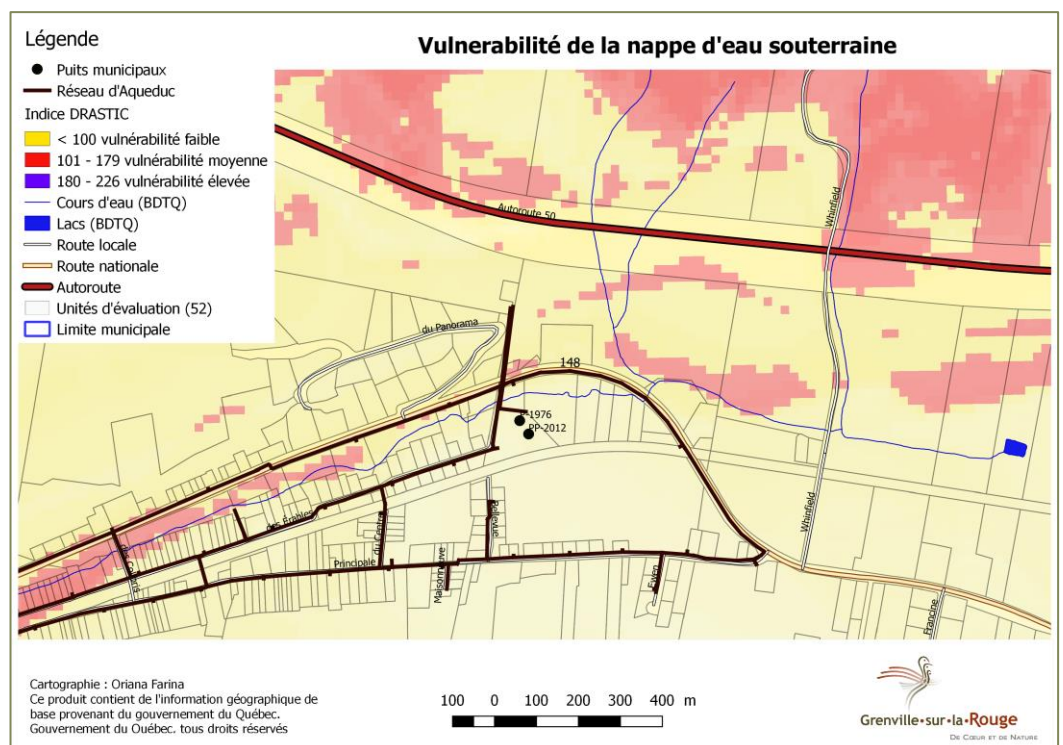 Légende
Vulnerabilité de la nappe d'eau souterraine
Puits municipaux
Réseau d'Aqueduc
Indice DRASTIC
< 100 vulnérabilité faible
101 - 179 vulnérabilité moyenne
180 - 226 vulnérabilité élevée
Cours d'eau (BDTQ)
Lacs (BDTQ)
Route locale
Route nationale
Autoroute
Unités d'évaluation (52)
Limite municipale
Autoroute 50
Whinfield
du Panorama
148
-1976
PP-2012
des Érables
du Centre
Bellevue
Whinfield
Principale
Maisonneuve
Ewen
Francine
Cartographie : Oriana Farina
Ce produit contient de l'information géographique de
base provenant du gouvernement du Québec.
Gouvernement du Québec. tous droits réservés
100 0 100 200 300 400 m
Grenville•sur•la•Rouge
De Cœur et de Nature